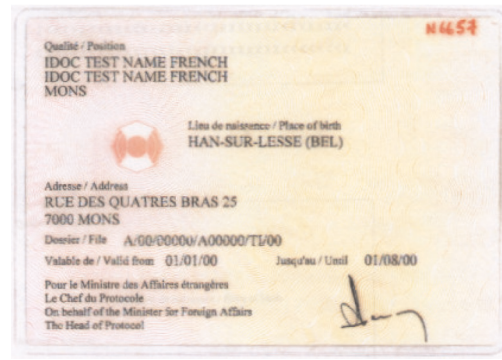 N6657
Qualité / Position
IDOC TEST NAME FRENCH
IDOC TEST NAME FRENCH
MONS
Lieu de naissance / Place of birth
HAN-SUR-LESSE (BEL)
Adresse / Address
RUE DES QUATRES BRAS 25
7000 MONS
Dossier / File A/00/00000/A00000/TI/00
Valable de / Valid from 01/01/00 Jusqu'au / Until 01/08/00
Pour le Ministre des Affaires étrangères
Le Chef du Protocole
On behalf of the Minister for Foreign Affairs
The Head of Protocol